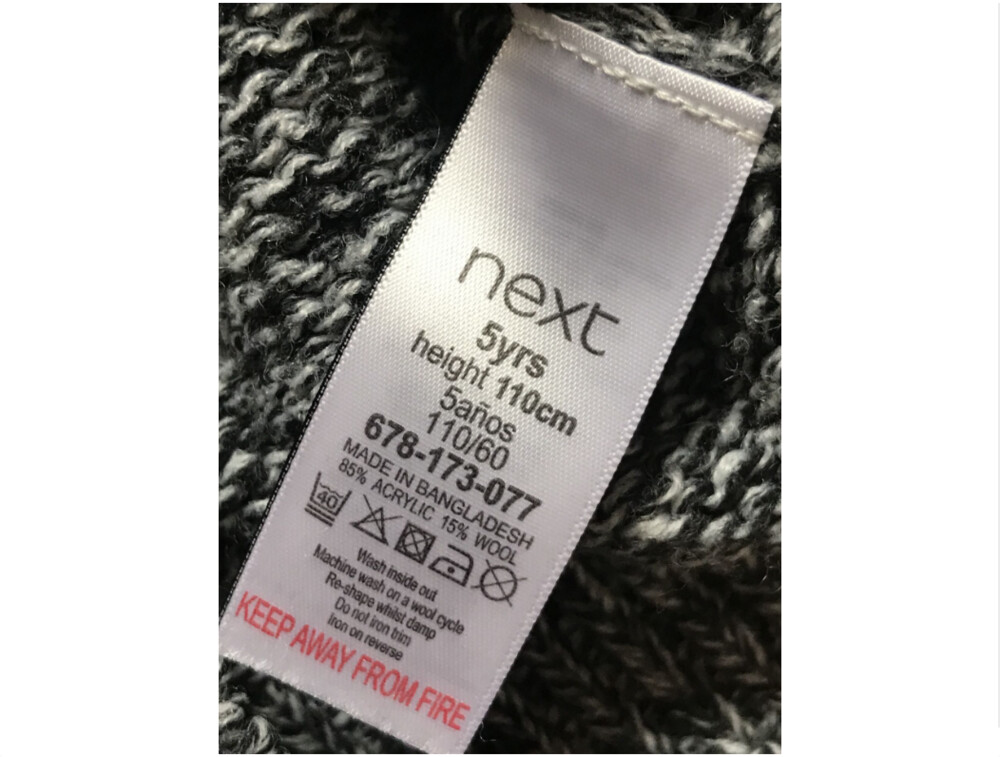 next
5yrs
height 110cm
5años
110/60
678-173-077
MADE IN BANGLADESH
85% ACRYLIC 15% WOOL
40
Wash inside out
Machine wash on a wool cycle
Re-shape whilst damp
Do not iron trim
Iron on reverse
KEEP AWAY FROM FIRE